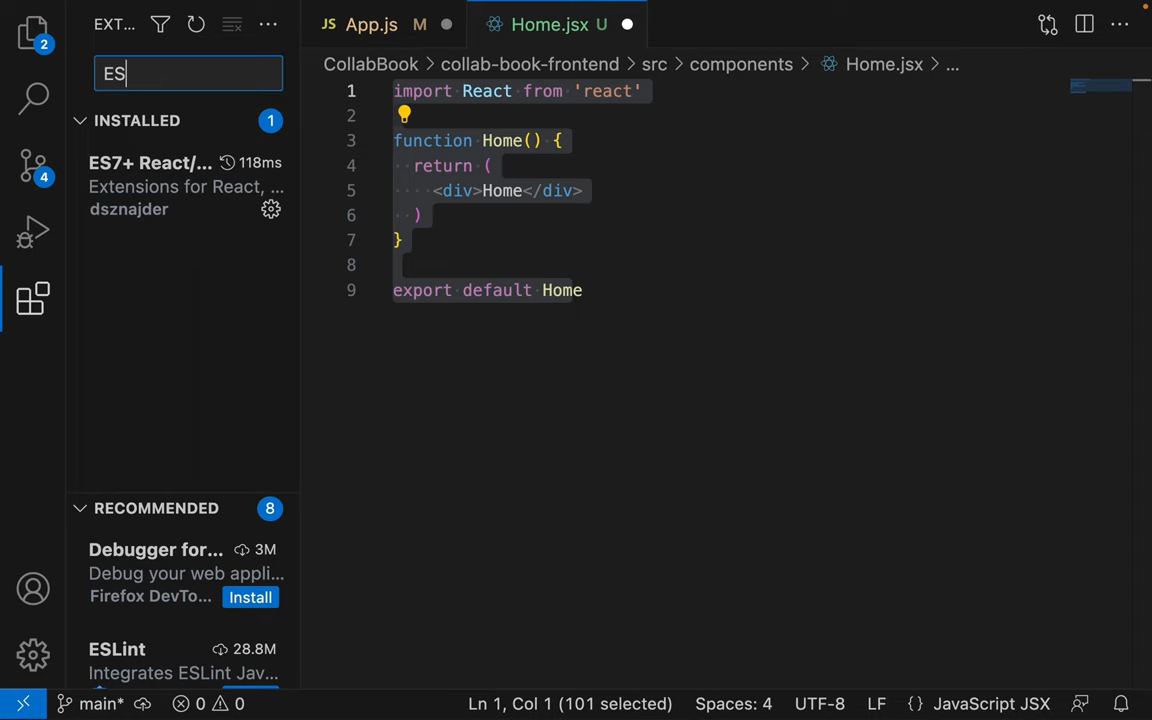 EXT...
JS App.js M
Home.jsx U
ES
CollabBook > collab-book-frontend > src > components > Home.jsx > ...
2
4
INSTALLED 1
ES7+ React/... 118ms
Extensions for React, ...
dsznajder
1 import React from 'react'
2
3 function Home() {
4 return (
5 <div>Home</div>
6 )
7 }
8
9 export default Home
RECOMMENDED 8
Debugger for... 3M
Debug your web appli...
Firefox DevTo... Install
ESLint 28.8M
Integrates ESLint Jav...
main* 0 0 Ln 1, Col 1 (101 selected) Spaces: 4 UTF-8 LF {} JavaScript JSX